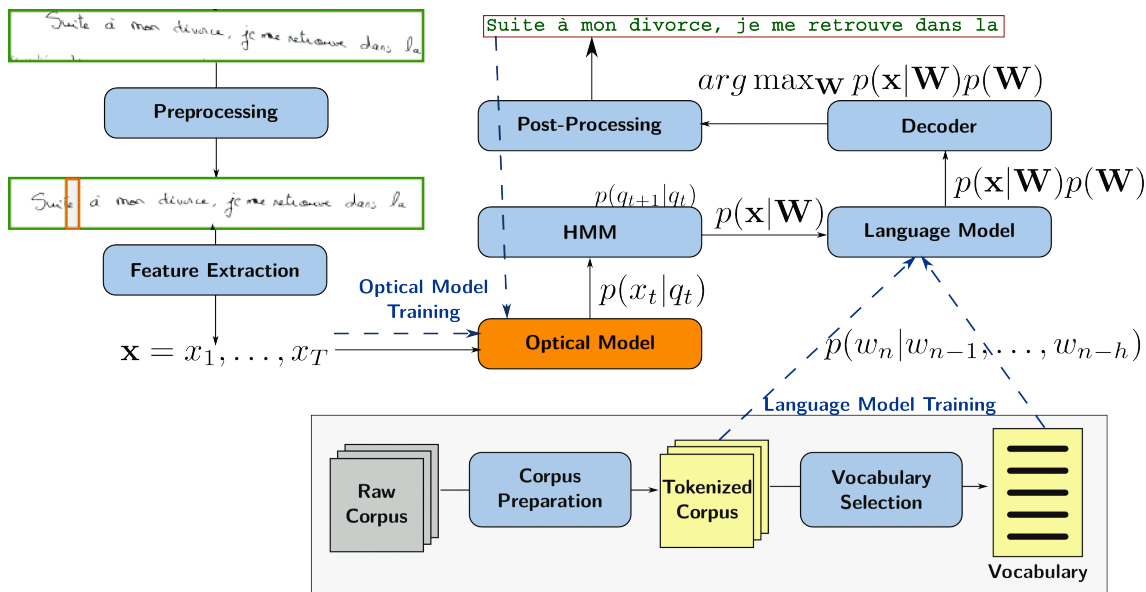 Suite à mon divorce, je me retrouve dans la
Preprocessing
Suite à mon divorce, je me retrouve dans la
Feature Extraction
𝐱 = x₁, …, x_T
Suite à mon divorce, je me retrouve dans la
arg max_𝐖 p(𝐱|𝐖)p(𝐖)
Post-Processing
Decoder
p(𝐱|𝐖)p(𝐖)
p(q_{t+1}|q_t)
HMM
p(𝐱|𝐖)
Language Model
Optical Model
Training
p(x_t|q_t)
Optical Model
p(w_n|w_{n−1}, …, w_{n−h})
Language Model Training
Raw
Corpus
Corpus
Preparation
Tokenized
Corpus
Vocabulary
Selection
Vocabulary